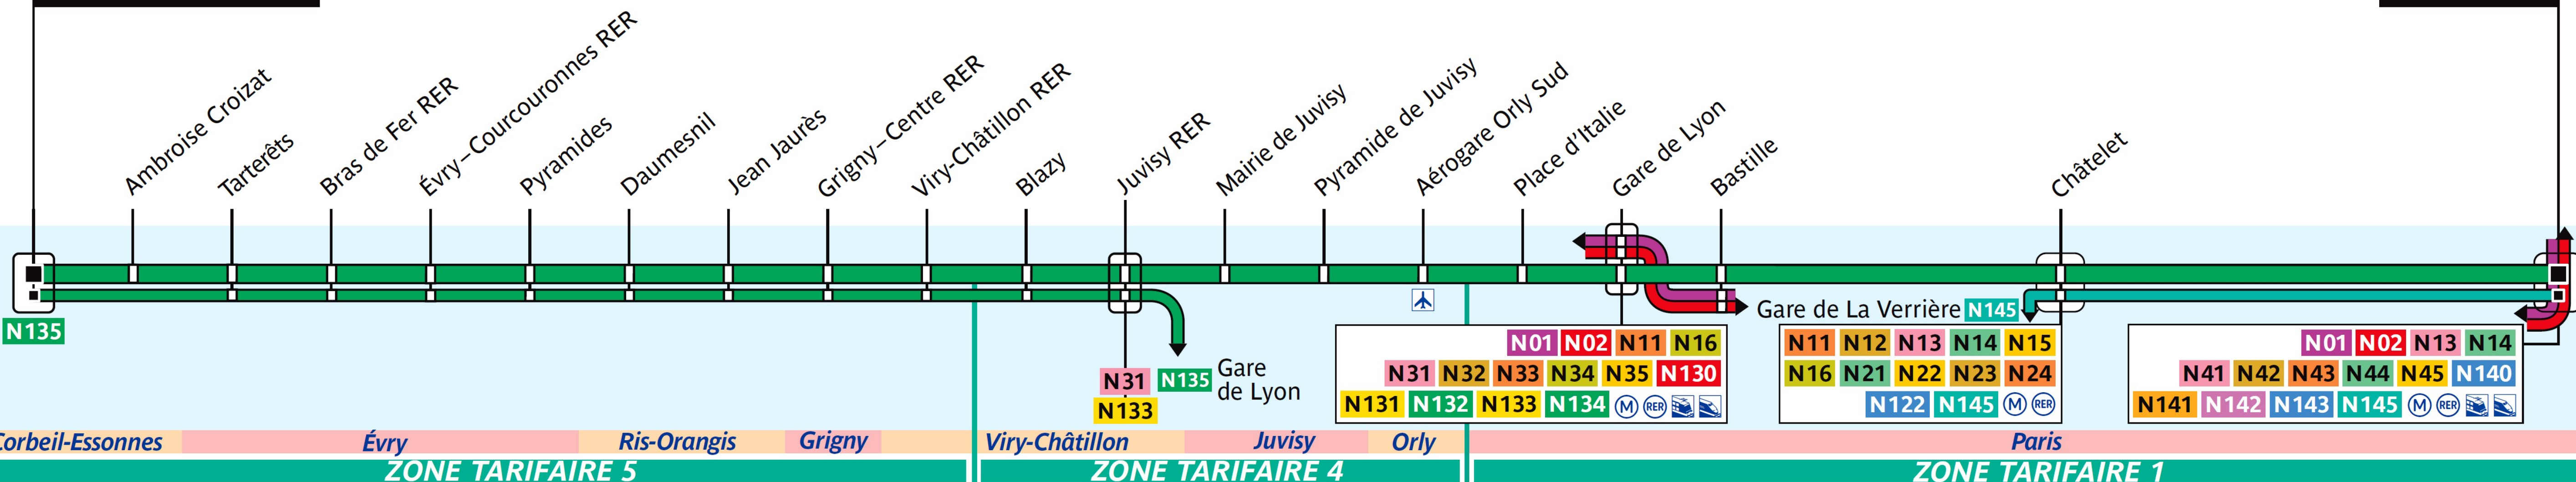 Ambroise Croizat
Tarterêts
Bras de Fer RER
Évry–Courcouronnes RER
Pyramides
Daumesnil
Jean Jaurès
Grigny–Centre RER
Viry-Châtillon RER
Blazy
Juvisy RER
Mairie de Juvisy
Pyramide de Juvisy
Aérogare Orly Sud
Place d'Italie
Gare de Lyon
Bastille
Châtelet
N135
N31 N135 Gare
de Lyon
N133
N01 N02 N11 N16
N31 N32 N33 N34 N35 N130
N131 N132 N133 N134 M RER
Gare de La Verrière N145
N11 N12 N13 N14 N15
N16 N21 N22 N23 N24
N122 N145 M RER
N01 N02 N13 N14
N41 N42 N43 N44 N45 N140
N141 N142 N143 N145 M RER
Corbeil-Essonnes Évry Ris-Orangis Grigny Viry-Châtillon Juvisy Orly Paris
ZONE TARIFAIRE 5 ZONE TARIFAIRE 4 ZONE TARIFAIRE 1